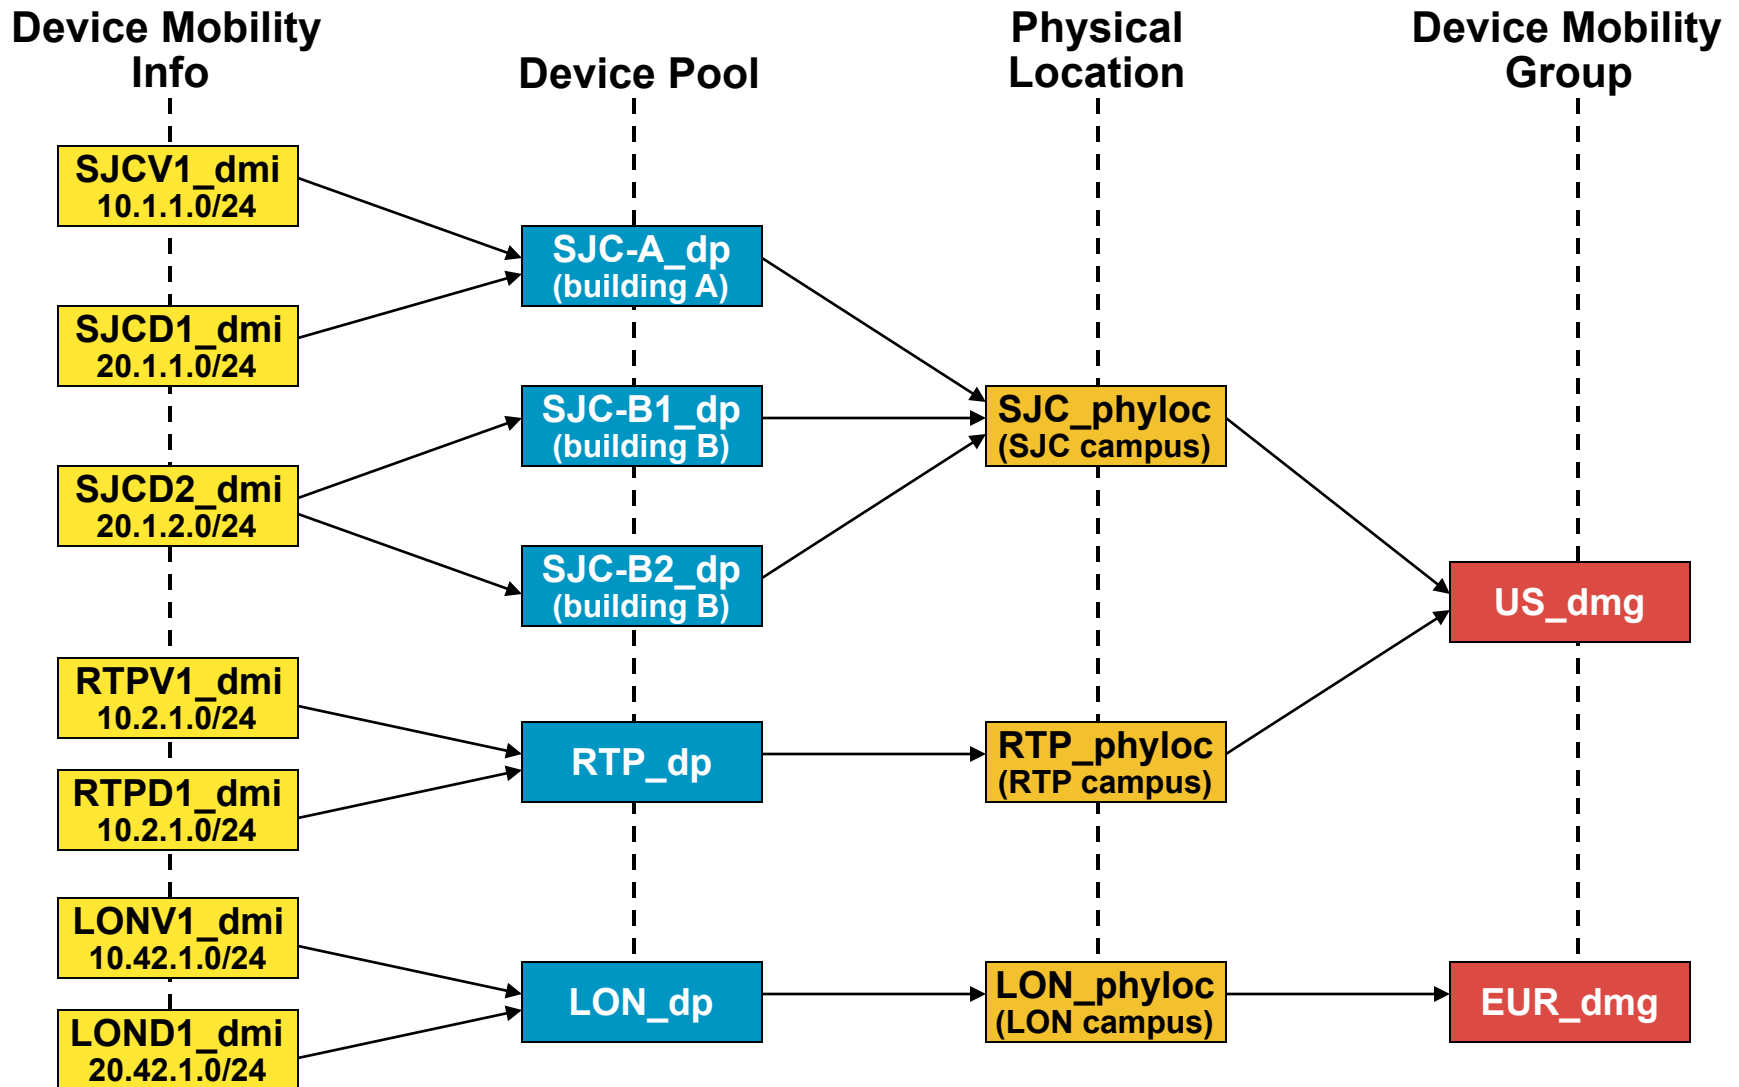 Device Mobility
Info
Device Pool
Physical
Location
Device Mobility
Group
SJCV1_dmi
10.1.1.0/24
SJCD1_dmi
20.1.1.0/24
SJCD2_dmi
20.1.2.0/24
RTPV1_dmi
10.2.1.0/24
RTPD1_dmi
10.2.1.0/24
LONV1_dmi
10.42.1.0/24
LOND1_dmi
20.42.1.0/24
SJC-A_dp
(building A)
SJC-B1_dp
(building B)
SJC-B2_dp
(building B)
RTP_dp
LON_dp
SJC_phyloc
(SJC campus)
RTP_phyloc
(RTP campus)
LON_phyloc
(LON campus)
US_dmg
EUR_dmg